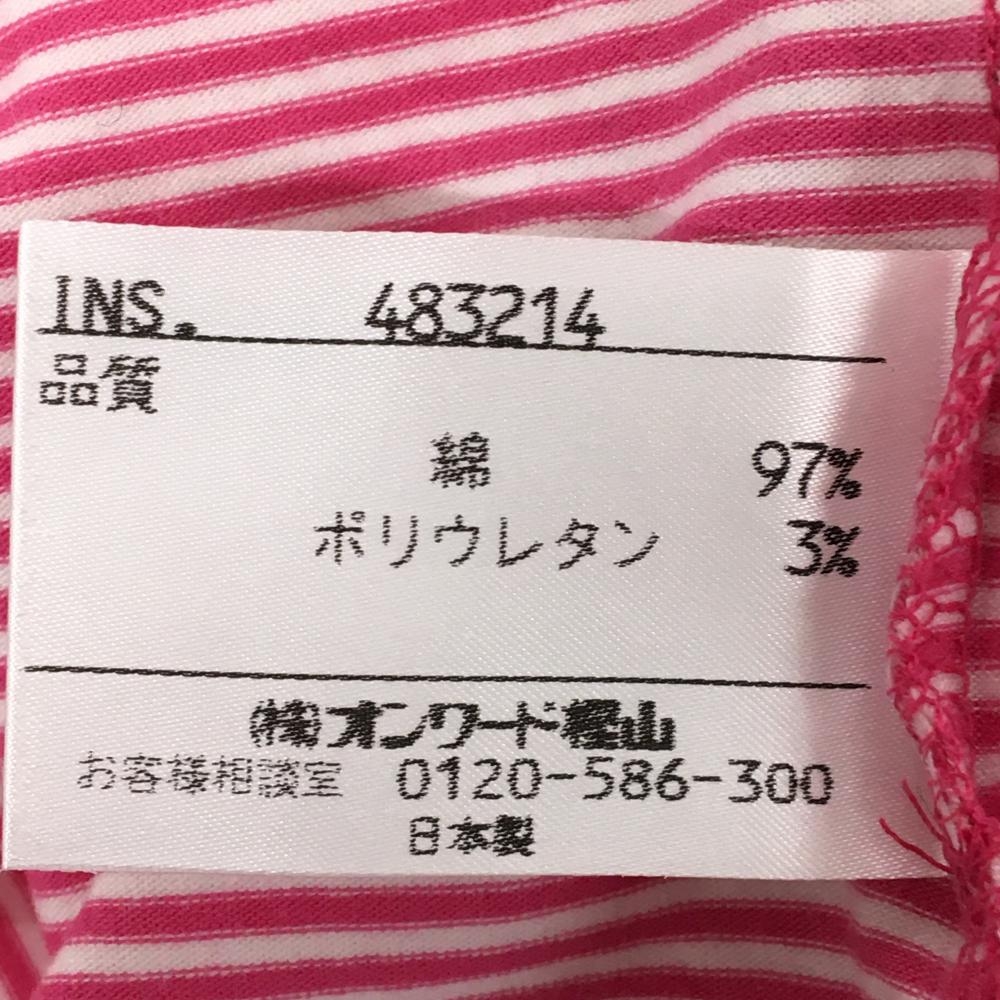 INS. 483214
品質
綿 97%
ポリウレタン 3%
㈱オンワード樫山
お客様相談室 0120-586-300
日本製